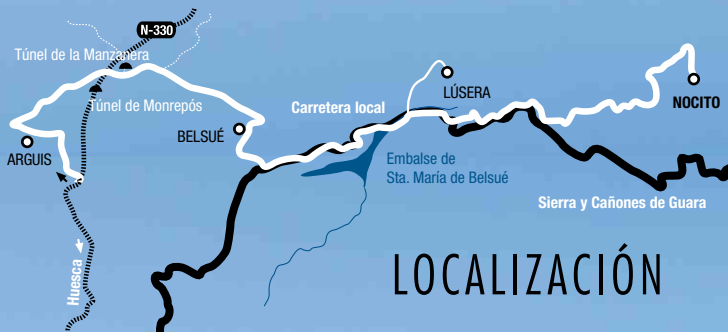 N-330
Túnel de la Manzanera
Túnel de Monrepós
ARGUIS
BELSUÉ
Carretera local
LÚSERA
NOCITO
Embalse de
Sta. María de Belsué
Sierra y Cañones de Guara
Huesca
LOCALIZACIÓN